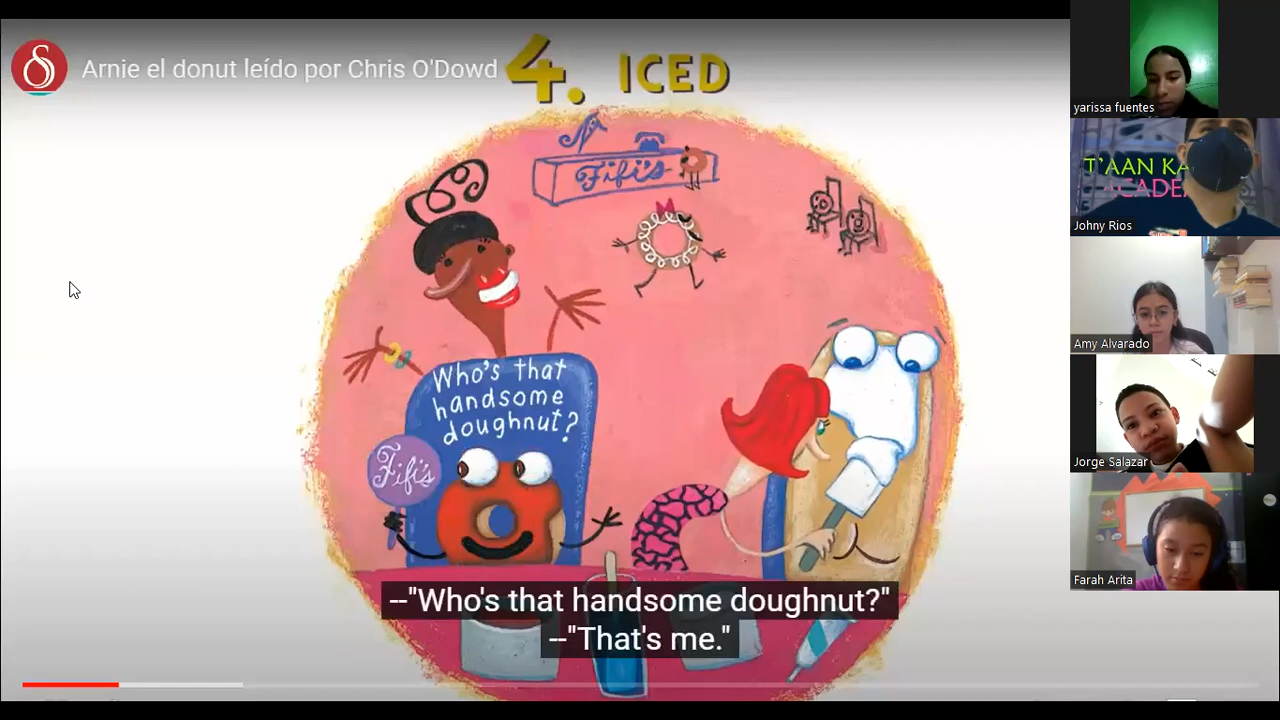 Arnie el donut leído por Chris O'Dowd
4. ICED
Fifi's
Who's that
handsome
doughnut?
Fifi's
--"Who's that handsome doughnut?"
--"That's me."
yarissa fuentes
T'AAN KA
ACADE
Johny Rios
Amy Alvarado
Jorge Salazar
Farah Arita